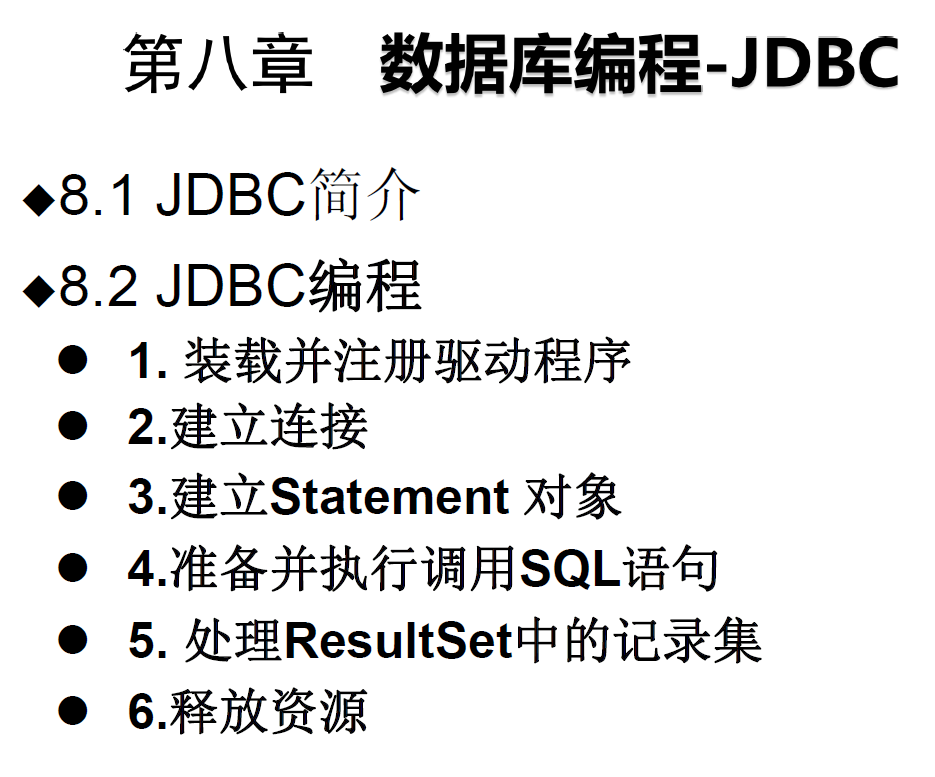 第八章 数据库编程-JDBC
◆8.1 JDBC简介
◆8.2 JDBC编程
● 1. 装载并注册驱动程序
● 2.建立连接
● 3.建立Statement 对象
● 4.准备并执行调用SQL语句
● 5. 处理ResultSet中的记录集
● 6.释放资源